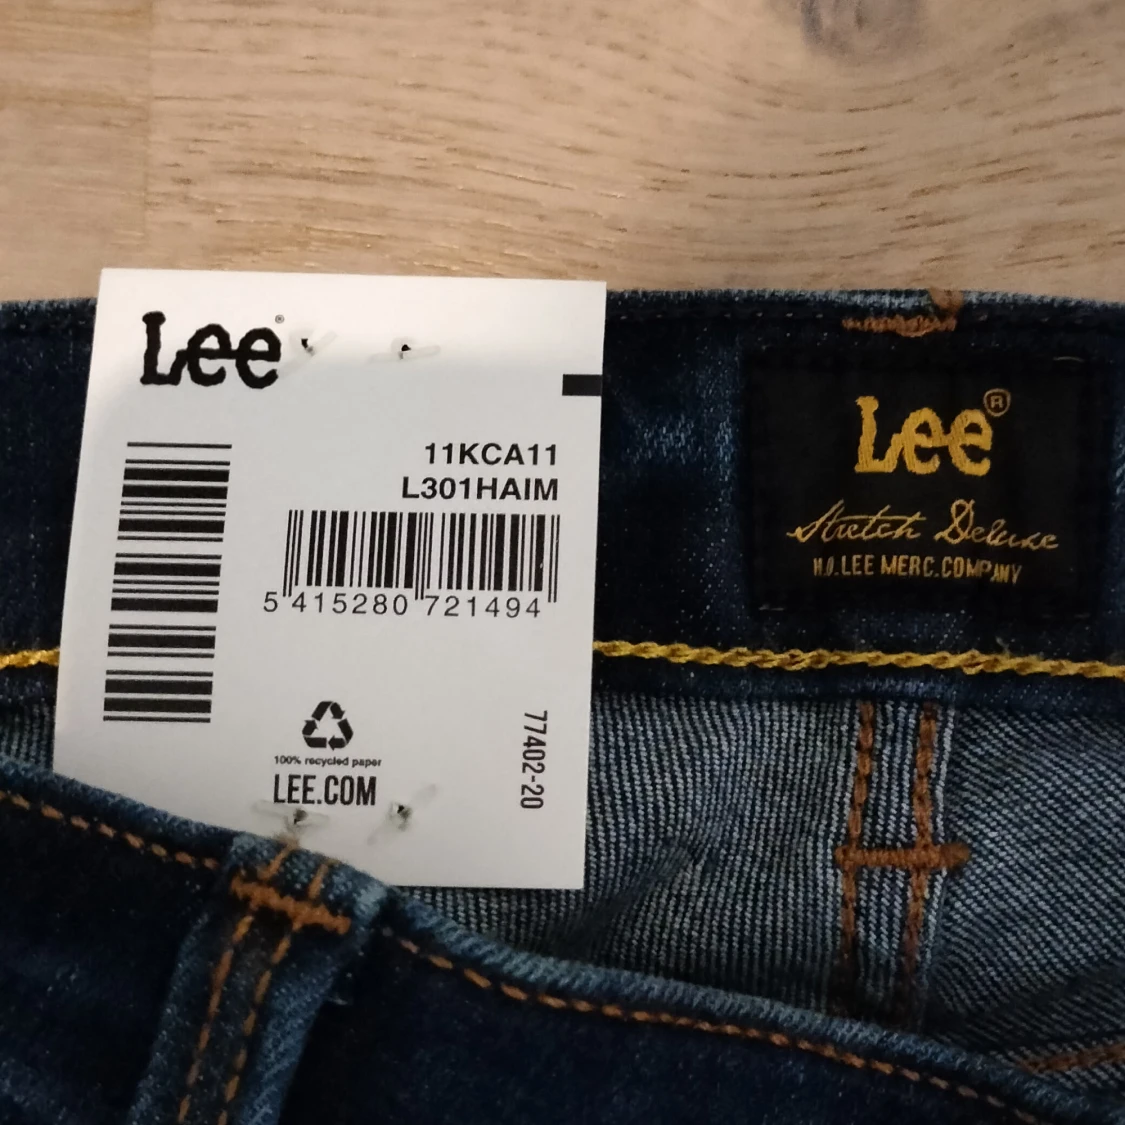 Lee®
11KCA11
L301HAIM
5 415280 721494
77402-20
100% recycled paper
LEE.COM
Lee®
Stretch Deluxe
H.D.LEE MERC.COMPANY